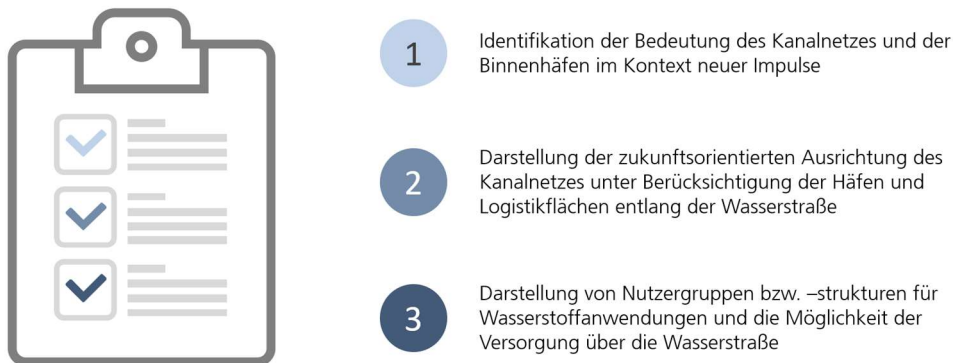 1
Identifikation der Bedeutung des Kanalnetzes und der
Binnenhäfen im Kontext neuer Impulse
2
Darstellung der zukunftsorientierten Ausrichtung des
Kanalnetzes unter Berücksichtigung der Häfen und
Logistikflächen entlang der Wasserstraße
3
Darstellung von Nutzergruppen bzw. –strukturen für
Wasserstoffanwendungen und die Möglichkeit der
Versorgung über die Wasserstraße